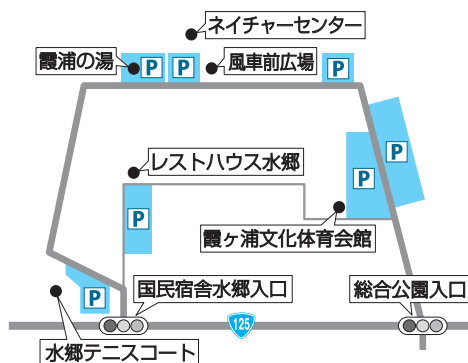 ネイチャーセンター
霞浦の湯
P
P
風車前広場
P
P
レストハウス水郷
P
P
霞ヶ浦文化体育会館
国民宿舎水郷入口
総合公園入口
P
125
水郷テニスコート